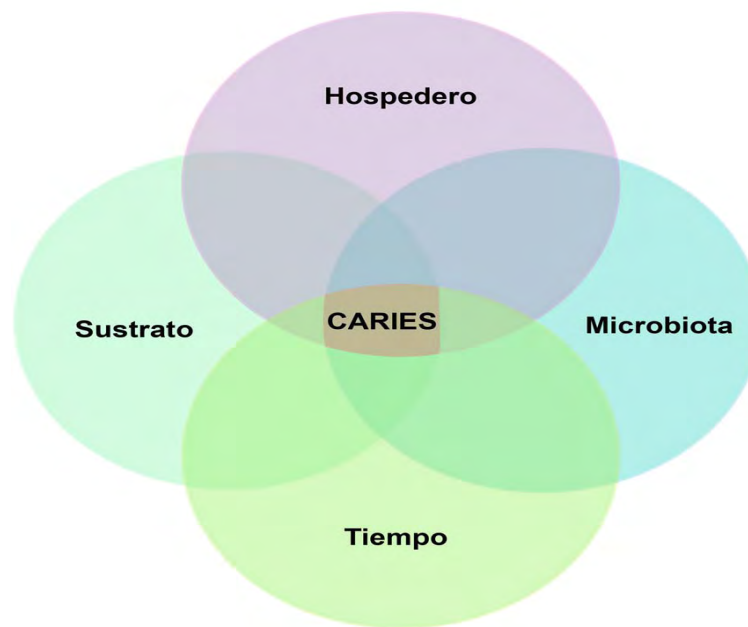 Hospedero
Sustrato
CARIES
Microbiota
Tiempo